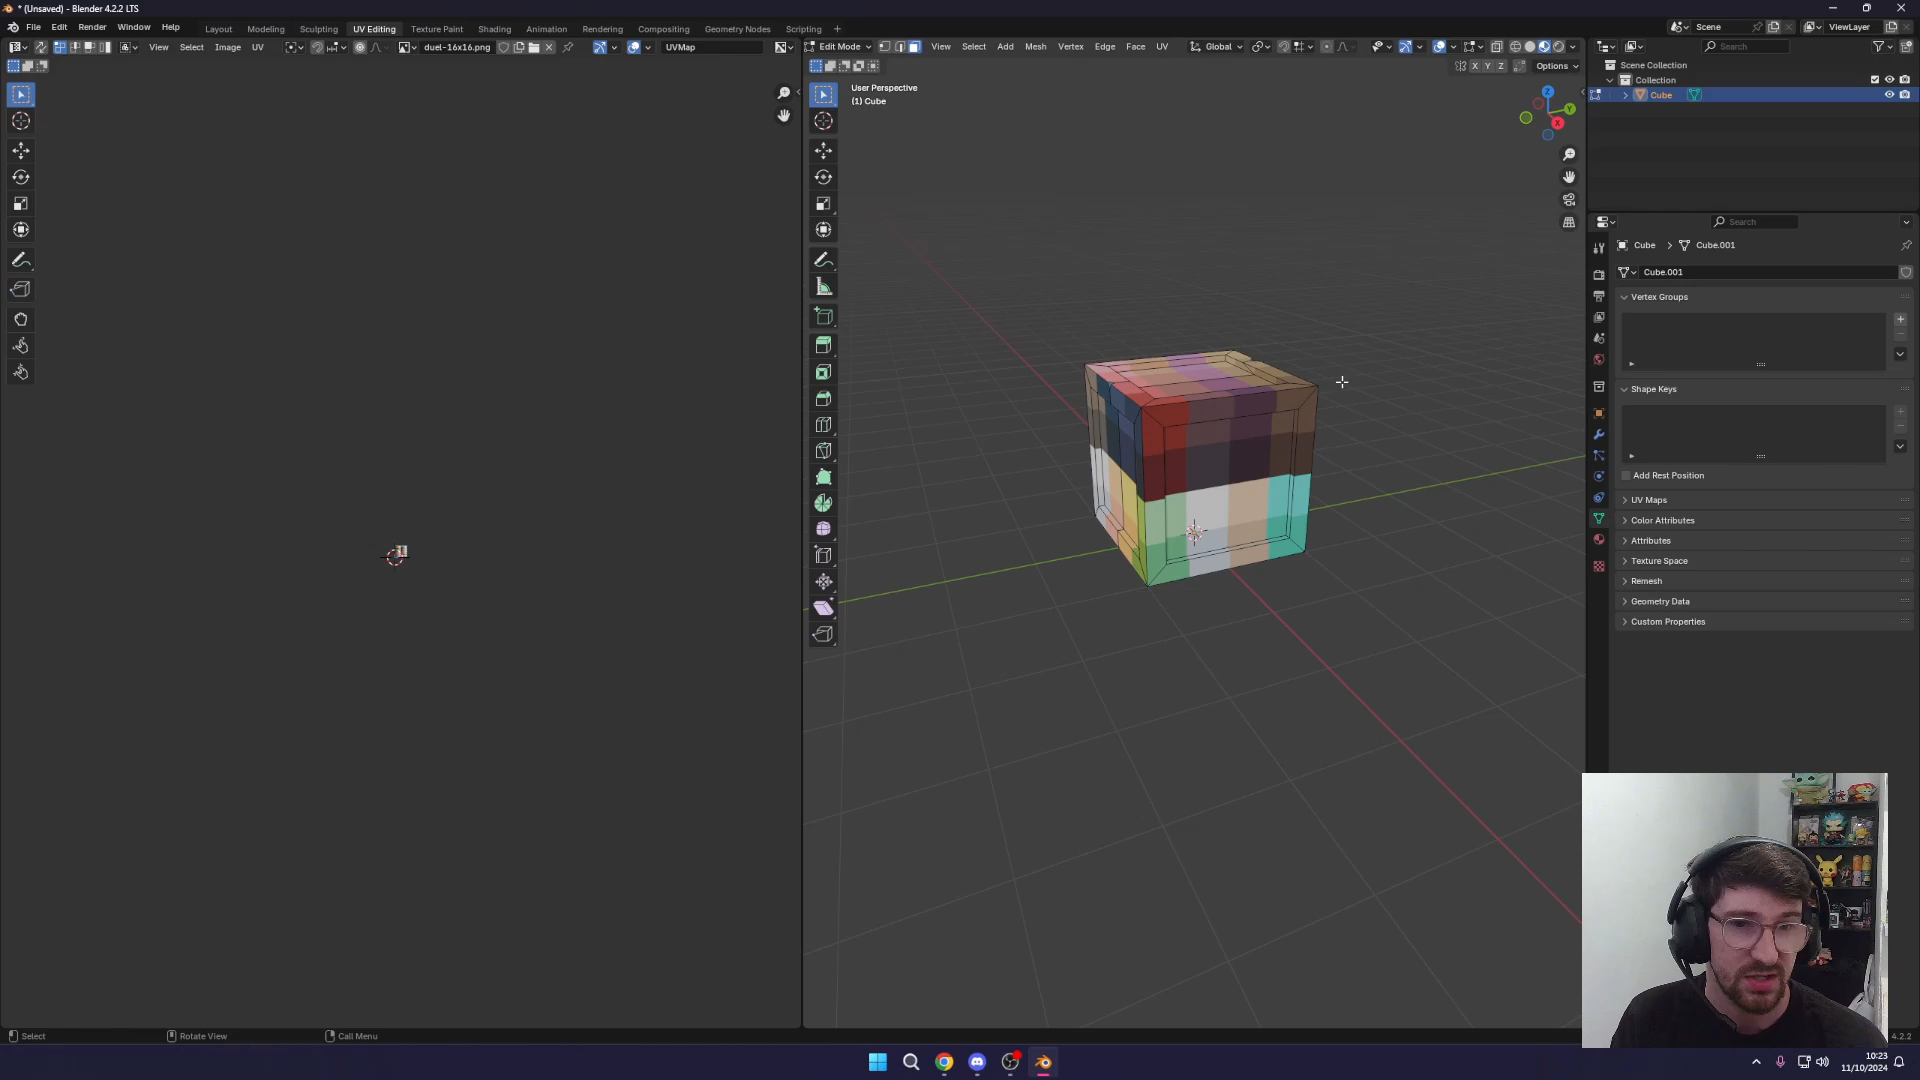 * (Unsaved) - Blender 4.2.2 LTS
File Edit Render Window Help
Layout Modeling Sculpting UV Editing Texture Paint Shading Animation Rendering Compositing Geometry Nodes Scripting +
Scene
ViewLayer
View Select Image UV
duel-16x16.png
UVMap
Edit Mode
View Select Add Mesh Vertex Edge Face UV
Global
Search
X Y Z
Options
User Perspective
(1) Cube
Z
Y
X
Scene Collection
Collection
Cube
Search
Cube > Cube.001
Cube.001
Vertex Groups
Shape Keys
Add Rest Position
UV Maps
Color Attributes
Attributes
Texture Space
Remesh
Geometry Data
Custom Properties
Select
Rotate View
Call Menu
4.2.2
10:23
11/10/2024